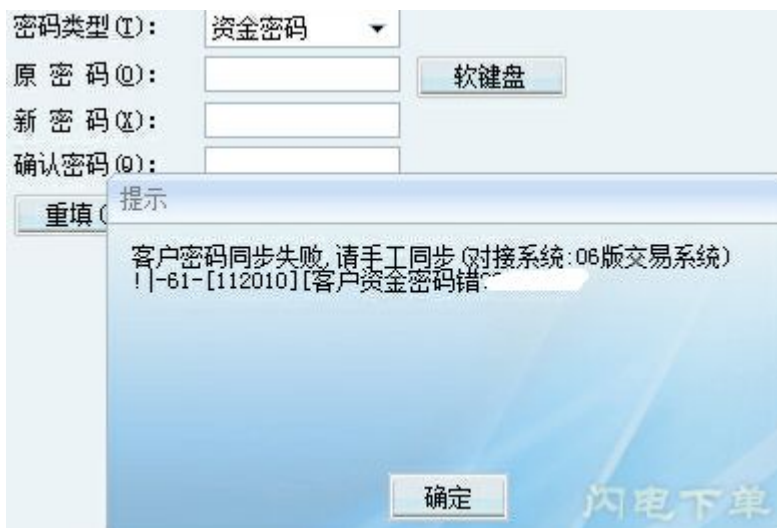 密码类型(T): 资金密码
原 密 码(O): 软键盘
新 密 码(X):
确认密码(Q):
重填(
提示
客户密码同步失败,请手工同步(对接系统:06版交易系统)
!|-61-[112010][客户资金密码错
确定
闪电下单